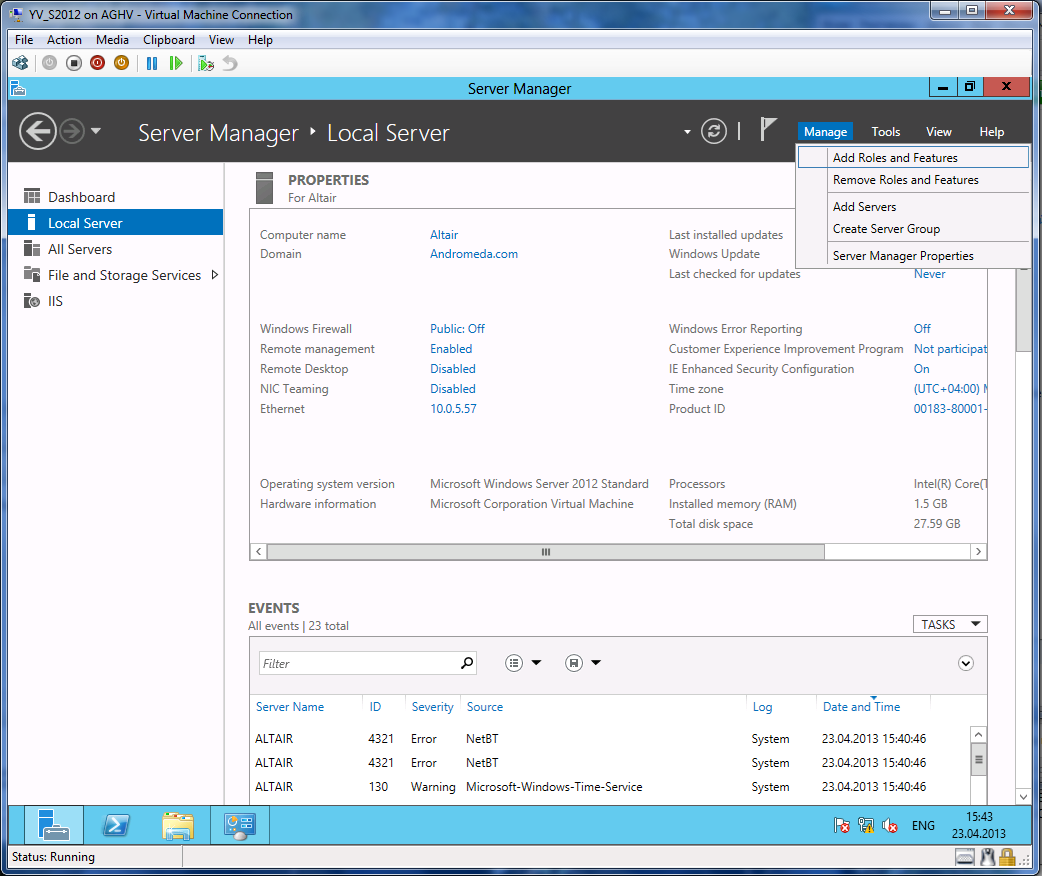 YV_S2012 on AGHV - Virtual Machine Connection
File Action Media Clipboard View Help
Server Manager
Server Manager Local Server
Manage Tools View Help
Add Roles and Features
Remove Roles and Features
Add Servers
Create Server Group
Server Manager Properties
Dashboard
Local Server
All Servers
File and Storage Services
IIS
PROPERTIES
For Altair
Computer name Altair Last installed updates
Domain Andromeda.com Windows Update
Last checked for updates Never
Windows Firewall Public: Off Windows Error Reporting Off
Remote management Enabled Customer Experience Improvement Program Not participat
Remote Desktop Disabled IE Enhanced Security Configuration On
NIC Teaming Disabled Time zone (UTC+04:00)
Ethernet 10.0.5.57 Product ID 00183-80001-
Operating system version Microsoft Windows Server 2012 Standard Processors Intel(R) Core(T
Hardware information Microsoft Corporation Virtual Machine Installed memory (RAM) 1.5 GB
Total disk space 27.59 GB
EVENTS
All events | 23 total
TASKS
Filter
Server Name ID Severity Source Log Date and Time
ALTAIR 4321 Error NetBT System 23.04.2013 15:40:46
ALTAIR 4321 Error NetBT System 23.04.2013 15:40:46
ALTAIR 130 Warning Microsoft-Windows-Time-Service System 23.04.2013 15:40:46
ENG
15:43
23.04.2013
Status: Running